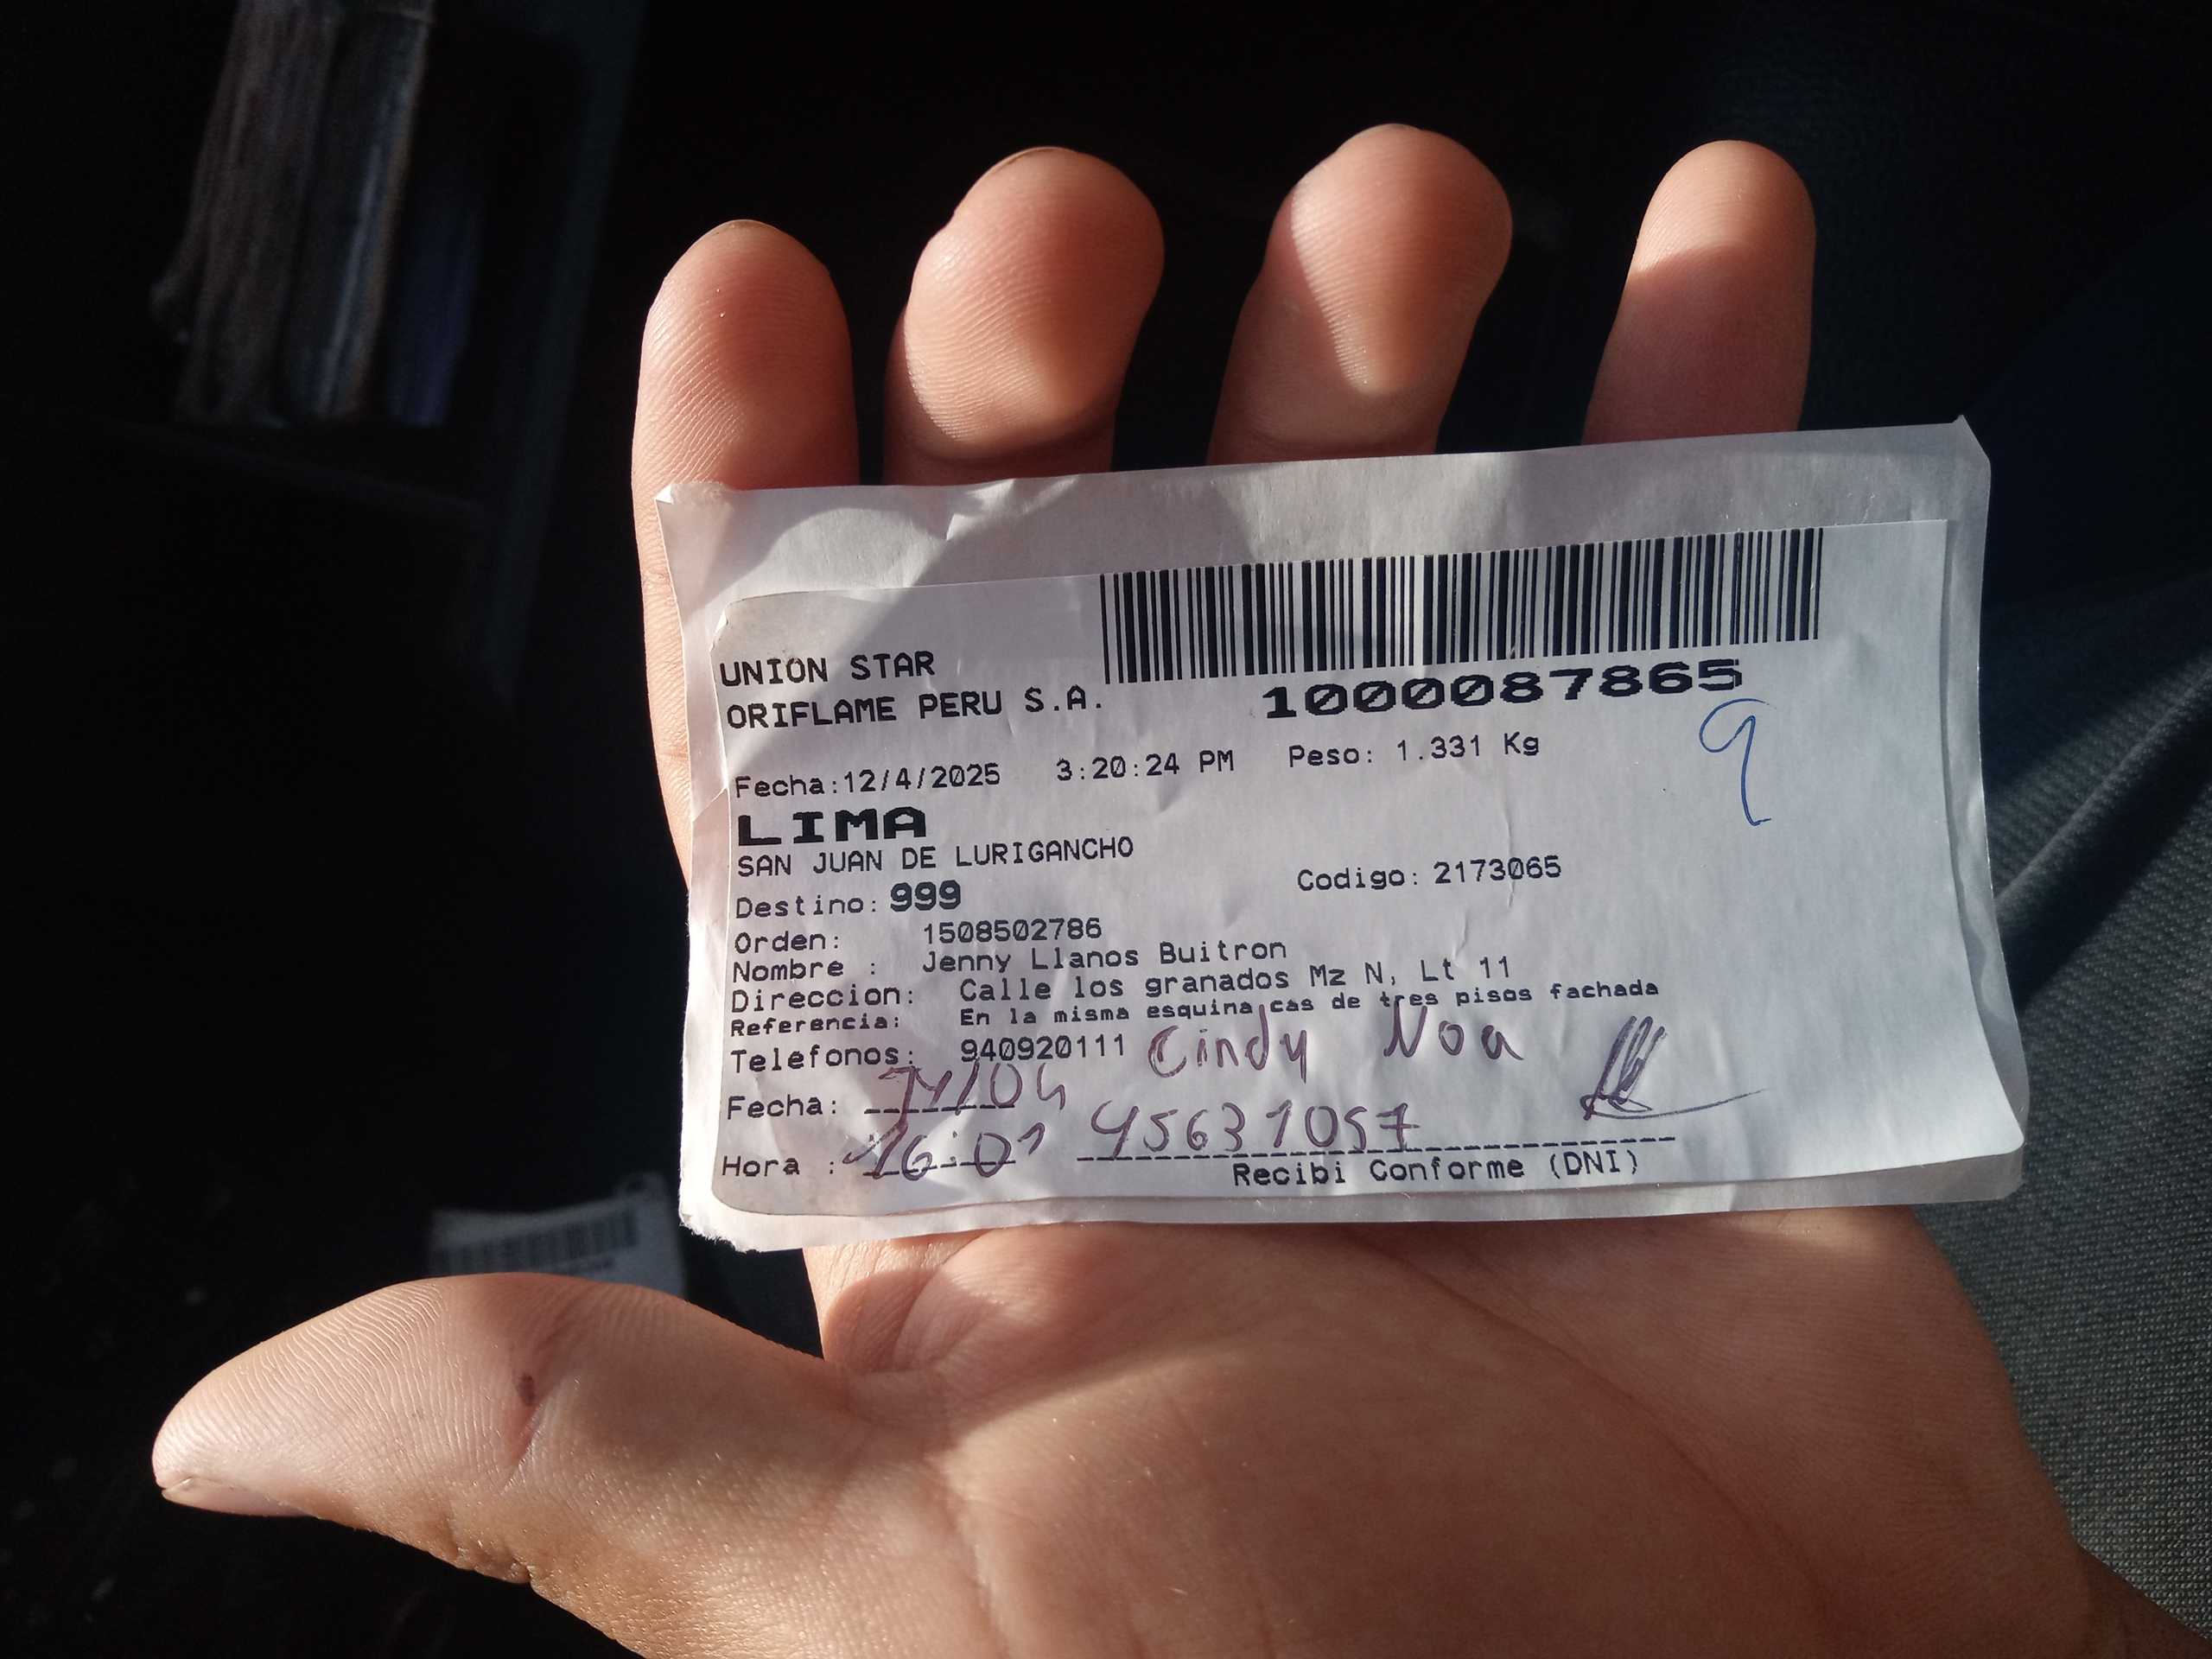 UNION STAR
ORIFLAME PERU S.A.
1000087865
9
Fecha:12/4/2025 3:20:24 PM Peso: 1.331 Kg
LIMA
SAN JUAN DE LURIGANCHO
Destino: 999 Codigo: 2173065
Orden: 1508502786
Nombre : Jenny Llanos Buitron
Direccion: Calle los granados Mz N, Lt 11
Referencia: En la misma esquina cas de tres pisos fachada
Telefonos: 940920111 Cindy Noa
Fecha: 14/04
Hora : 16:01 45631057
Recibi Conforme (DNI)